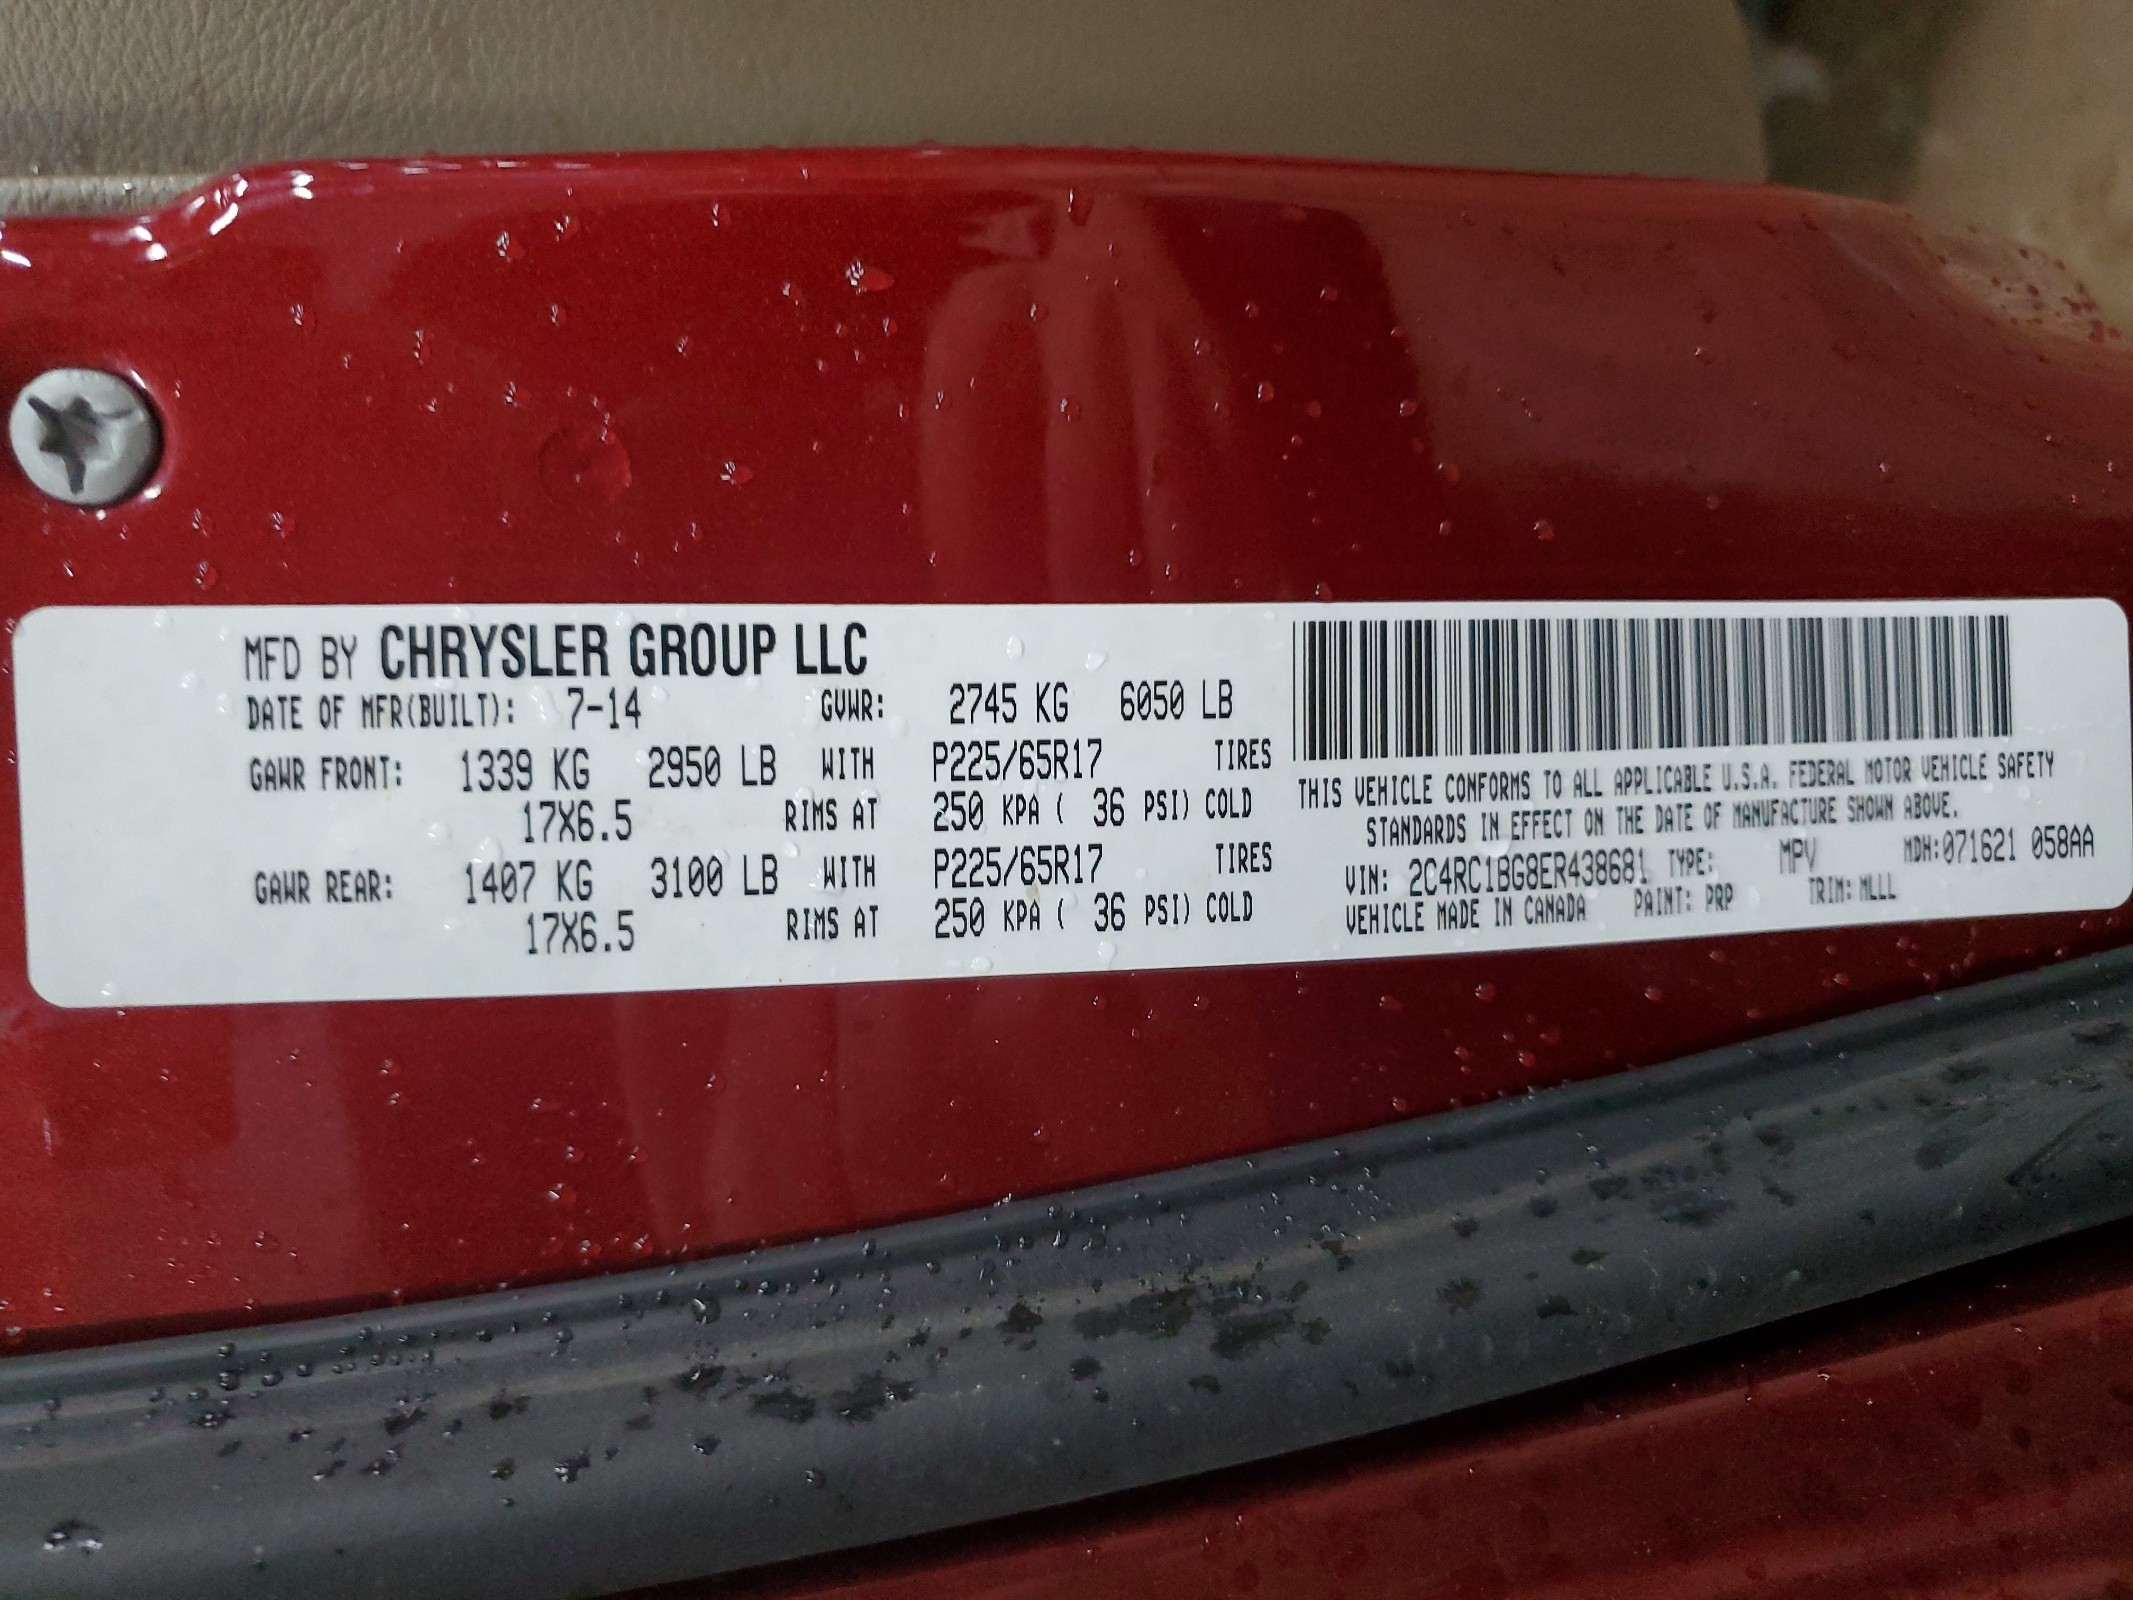 MFD BY CHRYSLER GROUP LLC
DATE OF MFR(BUILT): 7-14 GVWR: 2745 KG 6050 LB
GAWR FRONT: 1339 KG 2950 LB WITH P225/65R17 TIRES
17X6.5 RIMS AT 250 KPA ( 36 PSI) COLD
GAWR REAR: 1407 KG 3100 LB WITH P225/65R17 TIRES
17X6.5 RIMS AT 250 KPA ( 36 PSI) COLD
THIS VEHICLE CONFORMS TO ALL APPLICABLE U.S.A. FEDERAL MOTOR VEHICLE SAFETY
STANDARDS IN EFFECT ON THE DATE OF MANUFACTURE SHOWN ABOVE.
VIN: 2C4RC1BG8ER438681 TYPE: MPV MDH:071621 058AA
VEHICLE MADE IN CANADA PAINT: PRP TRIM: MLLL